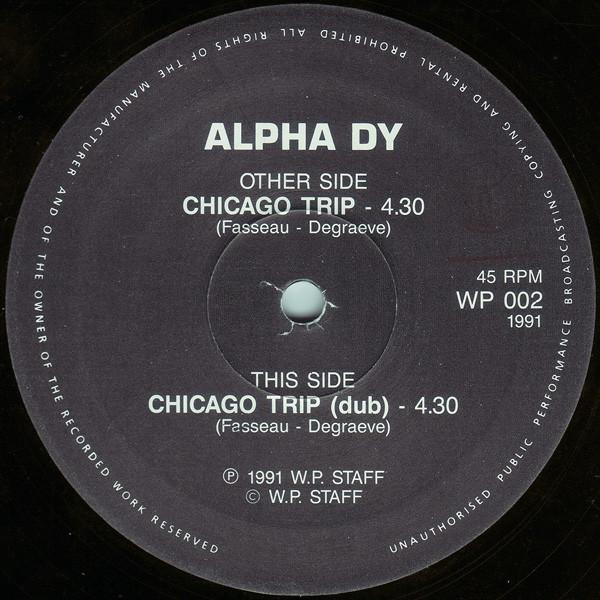 ALPHA DY
OTHER SIDE
CHICAGO TRIP - 4.30
(Fasseau - Degraeve)
45 RPM
WP 002
1991
THIS SIDE
CHICAGO TRIP (dub) - 4.30
(Fasseau - Degraeve)
℗ 1991 W.P. STAFF
© W.P. STAFF
UNAUTHORISED PUBLIC PERFORMANCE BROADCASTING COPYING AND RENTAL PROHIBITED ALL RIGHTS OF THE MANUFACTURER AND OF THE OWNER OF THE RECORDED WORK RESERVED